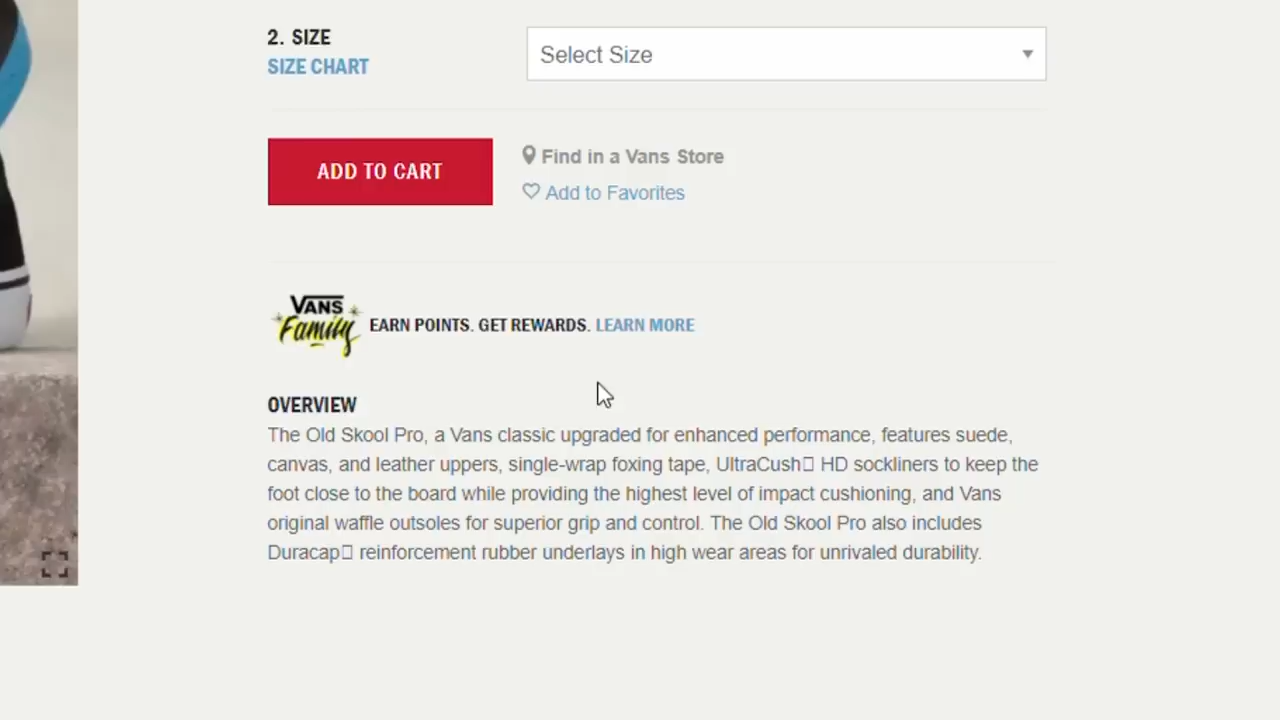 2. SIZE
SIZE CHART
Select Size
ADD TO CART
Find in a Vans Store
Add to Favorites
VANS
Family
EARN POINTS. GET REWARDS. LEARN MORE
OVERVIEW
The Old Skool Pro, a Vans classic upgraded for enhanced performance, features suede,
canvas, and leather uppers, single-wrap foxing tape, UltraCush▯ HD sockliners to keep the
foot close to the board while providing the highest level of impact cushioning, and Vans
original waffle outsoles for superior grip and control. The Old Skool Pro also includes
Duracap▯ reinforcement rubber underlays in high wear areas for unrivaled durability.